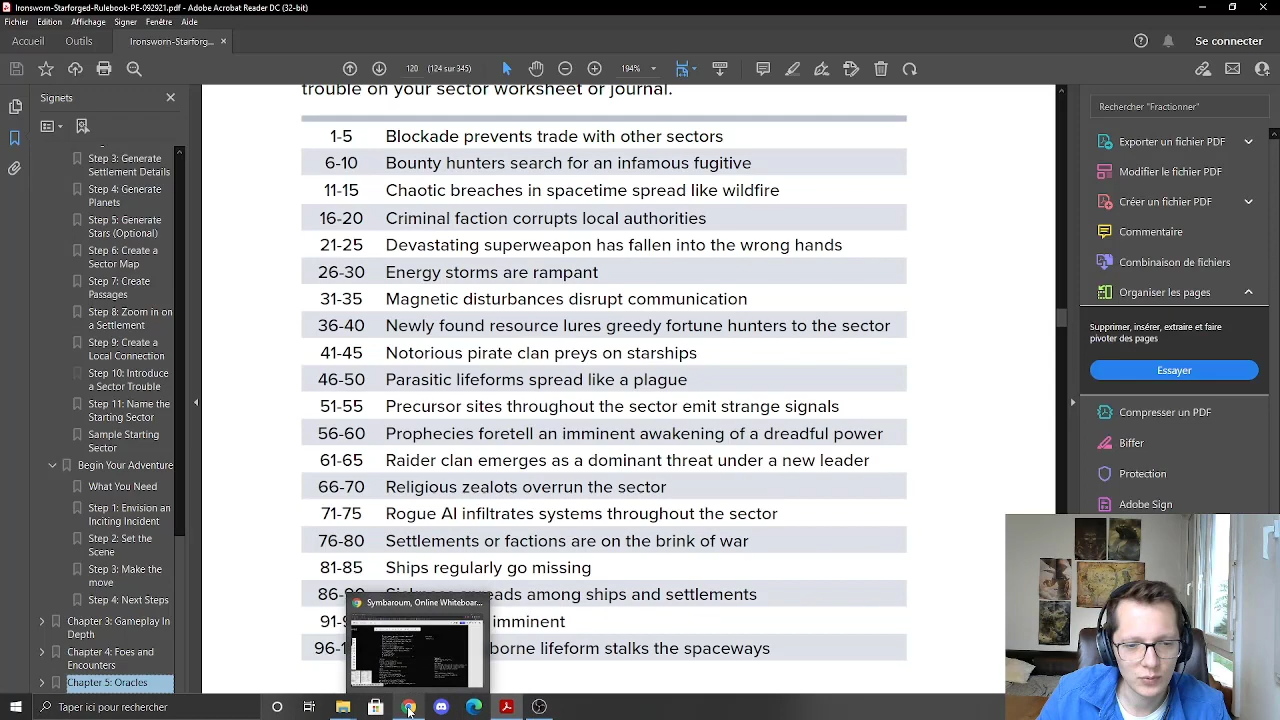 Ironsworn-Starforged-Rulebook-PE-092921.pdf - Adobe Acrobat Reader DC (32-bit)
Fichier Edition Affichage Signer Fenêtre Aide
Accueil Outils Ironsworn-Starforg... × Se connecter
120 (124 sur 345) 194%
Signets
Step 3: Generate
Settlement Details
Step 4: Generate
Planets
Step 5: Generate
Stars (Optional)
Step 6: Create a
Sector Map
Step 7: Create
Passages
Step 8: Zoom in on
a Settlement
Step 9: Create a
Local Connection
Step 10: Introduce
a Sector Trouble
Step 11: Name the
Starting Sector
Sample Starting
Sector
Begin Your Adventure
What You Need
Step 1: Envision an
Inciting Incident
Step 2: Set the
Scene
Step 3: Make the
move
Step 4: Next Steps
Chapter 3: Gameplay In
Depth
Chapter 4: Foes and
Encounters
Chapter 5: Oracles
trouble on your sector worksheet or journal.
1-5 Blockade prevents trade with other sectors
6-10 Bounty hunters search for an infamous fugitive
11-15 Chaotic breaches in spacetime spread like wildfire
16-20 Criminal faction corrupts local authorities
21-25 Devastating superweapon has fallen into the wrong hands
26-30 Energy storms are rampant
31-35 Magnetic disturbances disrupt communication
36-40 Newly found resource lures greedy fortune hunters to the sector
41-45 Notorious pirate clan preys on starships
46-50 Parasitic lifeforms spread like a plague
51-55 Precursor sites throughout the sector emit strange signals
56-60 Prophecies foretell an imminent awakening of a dreadful power
61-65 Raider clan emerges as a dominant threat under a new leader
66-70 Religious zealots overrun the sector
71-75 Rogue AI infiltrates systems throughout the sector
76-80 Settlements or factions are on the brink of war
81-85 Ships regularly go missing
among ships and settlements
imminent
lifeform stalks the spaceways
Symbaroum, Online Whiteboar...
Rechercher "Fractionner"
Exporter un fichier PDF
Modifier le fichier PDF
Créer un fichier PDF
Commentaire
Combinaison de fichiers
Organiser les pages
Supprimer, insérer, extraire et faire
pivoter des pages
Essayer
Compresser un PDF
Biffer
Protection
Adobe Sign
Taper ici pour rechercher